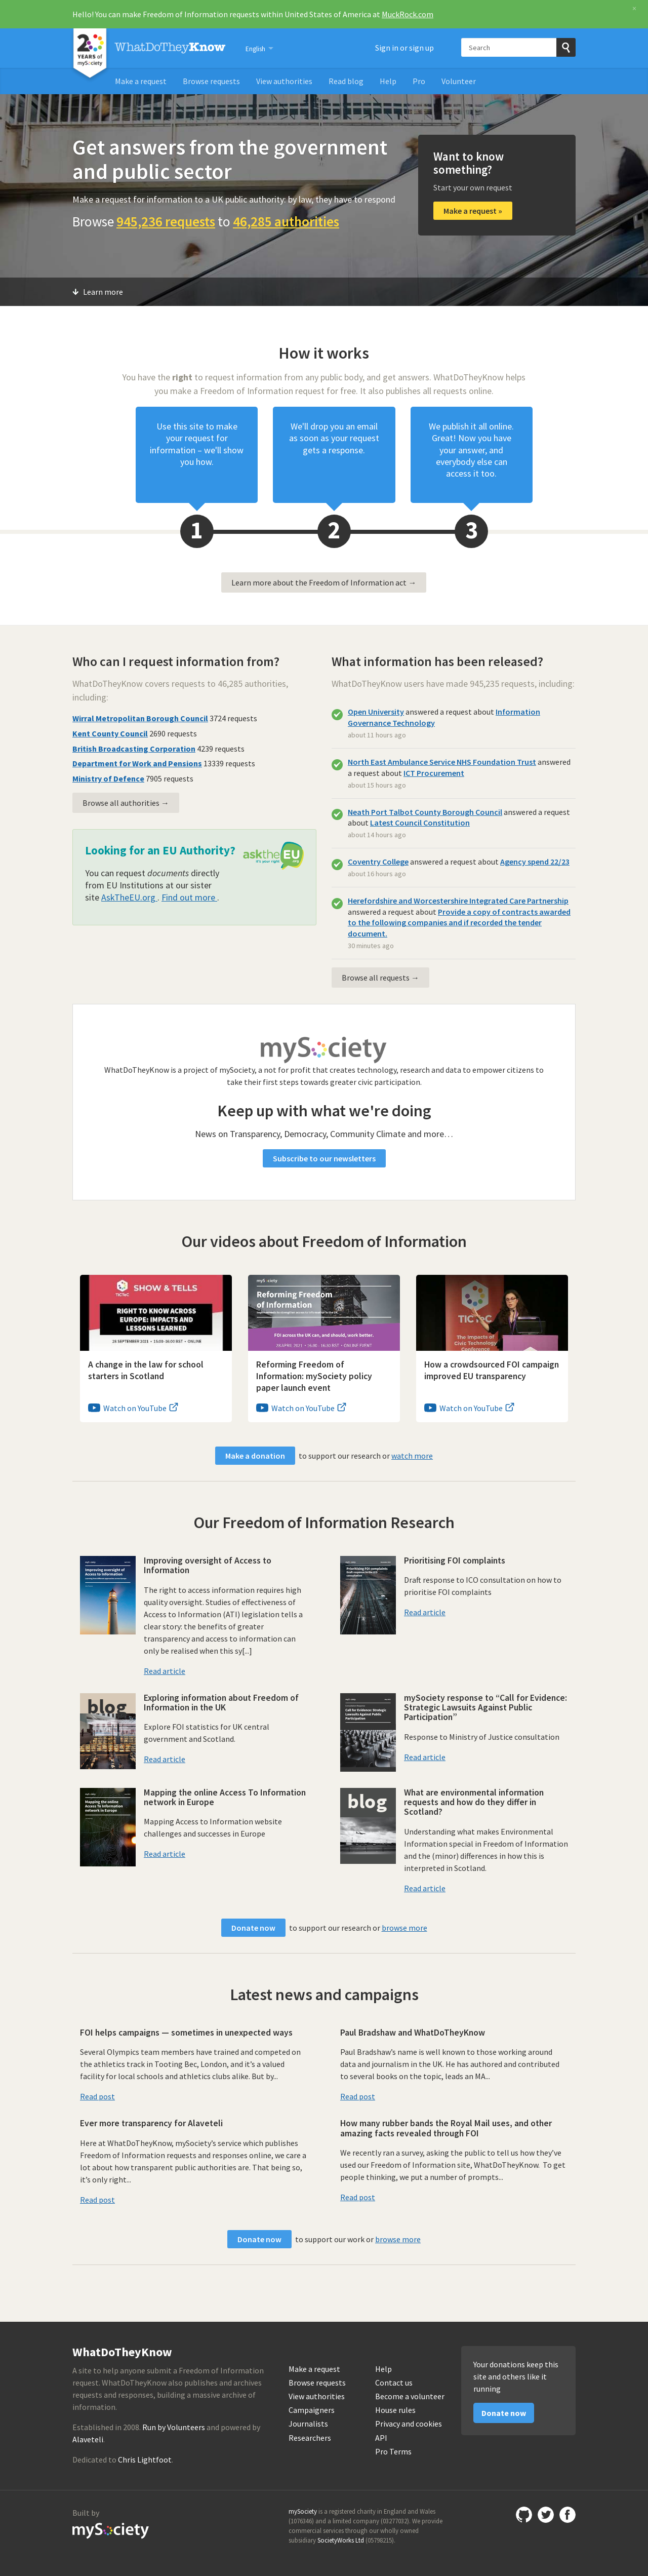 Hello! You can make Freedom of Information requests within United States of America at MuckRock.com
×
20
YEARS of
mySociety
WhatDoTheyKnow
English
Sign in or sign up
Search
Make a request
Browse requests
View authorities
Read blog
Help
Pro
Volunteer
Get answers from the government
and public sector
Make a request for information to a UK public authority: by law, they have to respond
Browse 945,236 requests to 46,285 authorities
Want to know
something?
Start your own request
Make a request »
Learn more
How it works
You have the right to request information from any public body, and get answers. WhatDoTheyKnow helps
you make a Freedom of Information request for free. It also publishes all requests online.
Use this site to make
your request for
information – we'll show
you how.
We'll drop you an email
as soon as your request
gets a response.
We publish it all online.
Great! Now you have
your answer, and
everybody else can
access it too.
1
2
3
Learn more about the Freedom of Information act →
Who can I request information from?
WhatDoTheyKnow covers requests to 46,285 authorities,
including:
Wirral Metropolitan Borough Council 3724 requests
Kent County Council 2690 requests
British Broadcasting Corporation 4239 requests
Department for Work and Pensions 13339 requests
Ministry of Defence 7905 requests
Browse all authorities →
Looking for an EU Authority?
asktheEU
it's your right
You can request documents directly
from EU Institutions at our sister
site AskTheEU.org . Find out more .
What information has been released?
WhatDoTheyKnow users have made 945,235 requests, including:
Open University answered a request about Information
Governance Technology
about 11 hours ago
North East Ambulance Service NHS Foundation Trust answered
a request about ICT Procurement
about 15 hours ago
Neath Port Talbot County Borough Council answered a request
about Latest Council Constitution
about 14 hours ago
Coventry College answered a request about Agency spend 22/23
about 16 hours ago
Herefordshire and Worcestershire Integrated Care Partnership
answered a request about Provide a copy of contracts awarded
to the following companies and if recorded the tender
document.
30 minutes ago
Browse all requests →
mySociety
WhatDoTheyKnow is a project of mySociety, a not for profit that creates technology, research and data to empower citizens to
take their first steps towards greater civic participation.
Keep up with what we're doing
News on Transparency, Democracy, Community Climate and more…
Subscribe to our newsletters
Our videos about Freedom of Information
TICTeC
SHOW & TELLS
RIGHT TO KNOW ACROSS
EUROPE: IMPACTS AND
LESSONS LEARNED
A change in the law for school
starters in Scotland
Watch on YouTube
mySociety
Reforming Freedom
of Information
FOI across the UK can, and should, work better.
Reforming Freedom of
Information: mySociety policy
paper launch event
Watch on YouTube
TICTeC
The Impacts of
Civic Technology
Conference
How a crowdsourced FOI campaign
improved EU transparency
Watch on YouTube
Make a donation to support our research or watch more
Our Freedom of Information Research
Improving oversight of
Access to Information
Improving oversight of Access to
Information
The right to access information requires high
quality oversight. Studies of effectiveness of
Access to Information (ATI) legislation tells a
clear story: the benefits of greater
transparency and access to information can
only be realised when this sy[...]
Read article
Prioritising FOI complaints
Prioritising FOI complaints
Draft response to ICO consultation on how to
prioritise FOI complaints
Read article
blog
Exploring information about Freedom of
Information in the UK
Explore FOI statistics for UK central
government and Scotland.
Read article
mySociety response to “Call for Evidence:
Strategic Lawsuits Against Public
Participation”
Response to Ministry of Justice consultation
Read article
Mapping the online
Access To Information
network in Europe
Mapping the online Access To Information
network in Europe
Mapping Access to Information website
challenges and successes in Europe
Read article
blog
What are environmental information
requests and how do they differ in
Scotland?
Understanding what makes Environmental
Information special in Freedom of Information
and the (minor) differences in how this is
interpreted in Scotland.
Read article
Donate now to support our research or browse more
Latest news and campaigns
FOI helps campaigns — sometimes in unexpected ways
Several Olympics team members have trained and competed on
the athletics track in Tooting Bec, London, and it's a valued
facility for local schools and athletics clubs alike. But by...
Read post
Paul Bradshaw and WhatDoTheyKnow
Paul Bradshaw's name is well known to those working around
data and journalism in the UK. He has authored and contributed
to several books on the topic, leads an MA...
Read post
Ever more transparency for Alaveteli
Here at WhatDoTheyKnow, mySociety's service which publishes
Freedom of Information requests and responses online, we care a
lot about how transparent public authorities are. That being so,
it's only right...
Read post
How many rubber bands the Royal Mail uses, and other
amazing facts revealed through FOI
We recently ran a survey, asking the public to tell us how they've
used our Freedom of Information site, WhatDoTheyKnow. To get
people thinking, we put a number of prompts...
Read post
Donate now to support our work or browse more
WhatDoTheyKnow
A site to help anyone submit a Freedom of Information
request. WhatDoTheyKnow also publishes and archives
requests and responses, building a massive archive of
information.
Established in 2008. Run by Volunteers and powered by
Alaveteli.
Dedicated to Chris Lightfoot.
Make a request
Browse requests
View authorities
Campaigners
Journalists
Researchers
Help
Contact us
Become a volunteer
House rules
Privacy and cookies
API
Pro Terms
Your donations keep this
site and others like it
running
Donate now
Built by
mySociety
mySociety is a registered charity in England and Wales
(1076346) and a limited company (03277032). We provide
commercial services through our wholly owned
subsidiary SocietyWorks Ltd (05798215).